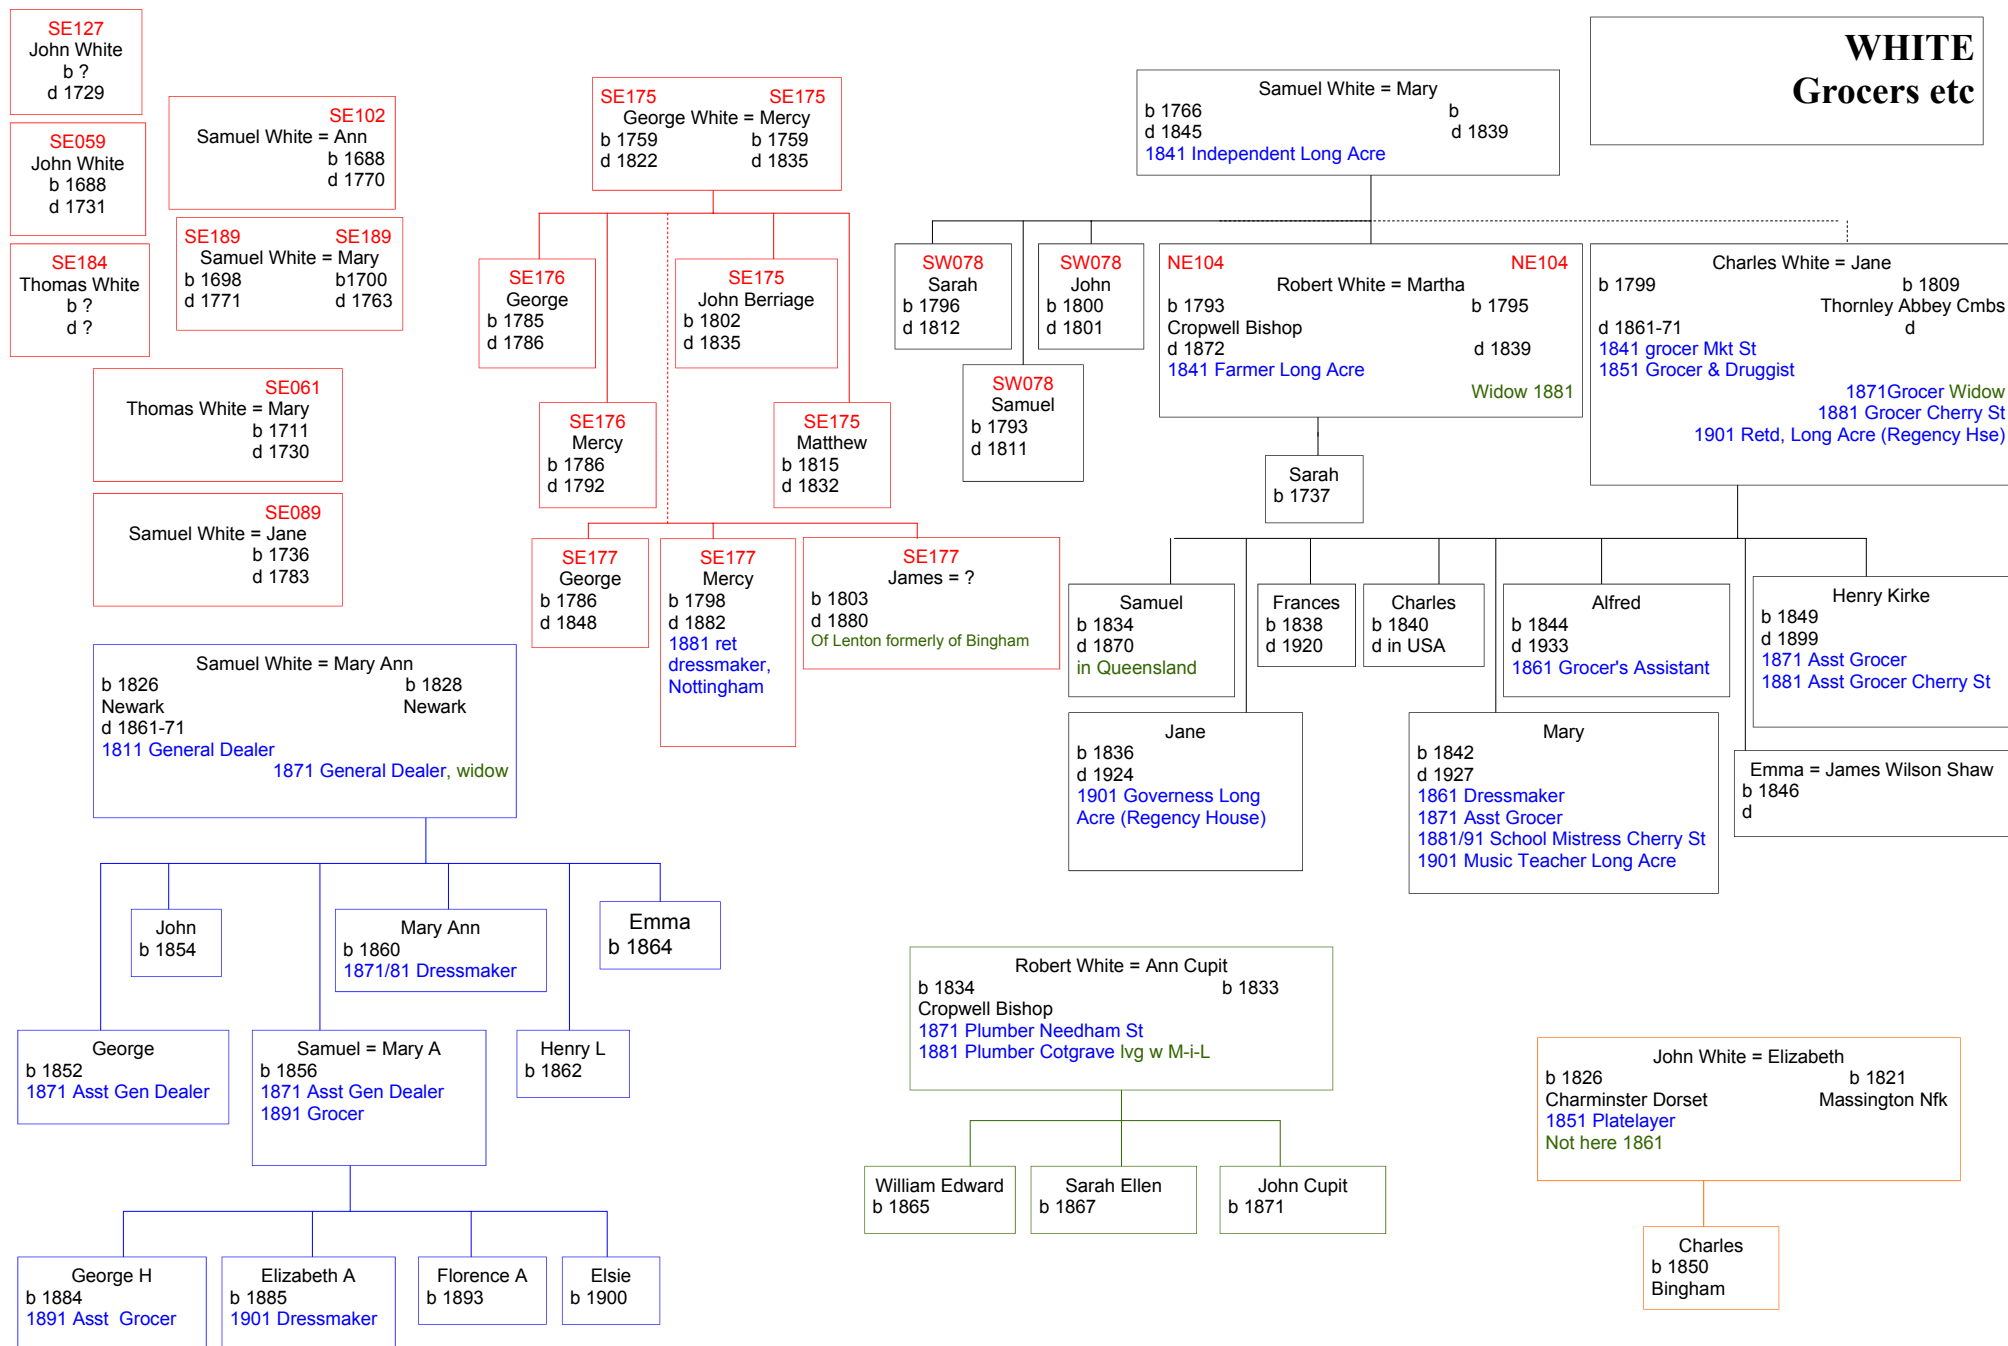 WHITE
Grocers etc
SE127
John White
b ?
d 1729
SE059
John White
b 1688
d 1731
SE184
Thomas White
b ?
d ?
SE102
Samuel White = Ann
b 1688
d 1770
SE189 SE189
Samuel White = Mary
b 1698 b1700
d 1771 d 1763
SE061
Thomas White = Mary
b 1711
d 1730
SE089
Samuel White = Jane
b 1736
d 1783
SE175 SE175
George White = Mercy
b 1759 b 1759
d 1822 d 1835
SE176
George
b 1785
d 1786
SE175
John Berriage
b 1802
d 1835
SE176
Mercy
b 1786
d 1792
SE175
Matthew
b 1815
d 1832
SE177
George
b 1786
d 1848
SE177
Mercy
b 1798
d 1882
1881 ret
dressmaker,
Nottingham
SE177
James = ?
b 1803
d 1880
Of Lenton formerly of Bingham
Samuel White = Mary
b 1766 b
d 1845 d 1839
1841 Independent Long Acre
SW078
Sarah
b 1796
d 1812
SW078
John
b 1800
d 1801
SW078
Samuel
b 1793
d 1811
NE104 NE104
Robert White = Martha
b 1793 b 1795
Cropwell Bishop
d 1872 d 1839
1841 Farmer Long Acre
Widow 1881
Sarah
b 1737
Charles White = Jane
b 1799 b 1809
Thornley Abbey Cmbs
d 1861-71 d
1841 grocer Mkt St
1851 Grocer & Druggist
1871Grocer Widow
1881 Grocer Cherry St
1901 Retd, Long Acre (Regency Hse)
Samuel
b 1834
d 1870
in Queensland
Frances
b 1838
d 1920
Charles
b 1840
d in USA
Alfred
b 1844
d 1933
1861 Grocer's Assistant
Henry Kirke
b 1849
d 1899
1871 Asst Grocer
1881 Asst Grocer Cherry St
Jane
b 1836
d 1924
1901 Governess Long
Acre (Regency House)
Mary
b 1842
d 1927
1861 Dressmaker
1871 Asst Grocer
1881/91 School Mistress Cherry St
1901 Music Teacher Long Acre
Emma = James Wilson Shaw
b 1846
d
Samuel White = Mary Ann
b 1826 b 1828
Newark Newark
d 1861-71
1811 General Dealer
1871 General Dealer, widow
John
b 1854
Mary Ann
b 1860
1871/81 Dressmaker
Emma
b 1864
George
b 1852
1871 Asst Gen Dealer
Samuel = Mary A
b 1856
1871 Asst Gen Dealer
1891 Grocer
Henry L
b 1862
George H
b 1884
1891 Asst Grocer
Elizabeth A
b 1885
1901 Dressmaker
Florence A
b 1893
Elsie
b 1900
Robert White = Ann Cupit
b 1834 b 1833
Cropwell Bishop
1871 Plumber Needham St
1881 Plumber Cotgrave lvg w M-i-L
William Edward
b 1865
Sarah Ellen
b 1867
John Cupit
b 1871
John White = Elizabeth
b 1826 b 1821
Charminster Dorset Massington Nfk
1851 Platelayer
Not here 1861
Charles
b 1850
Bingham